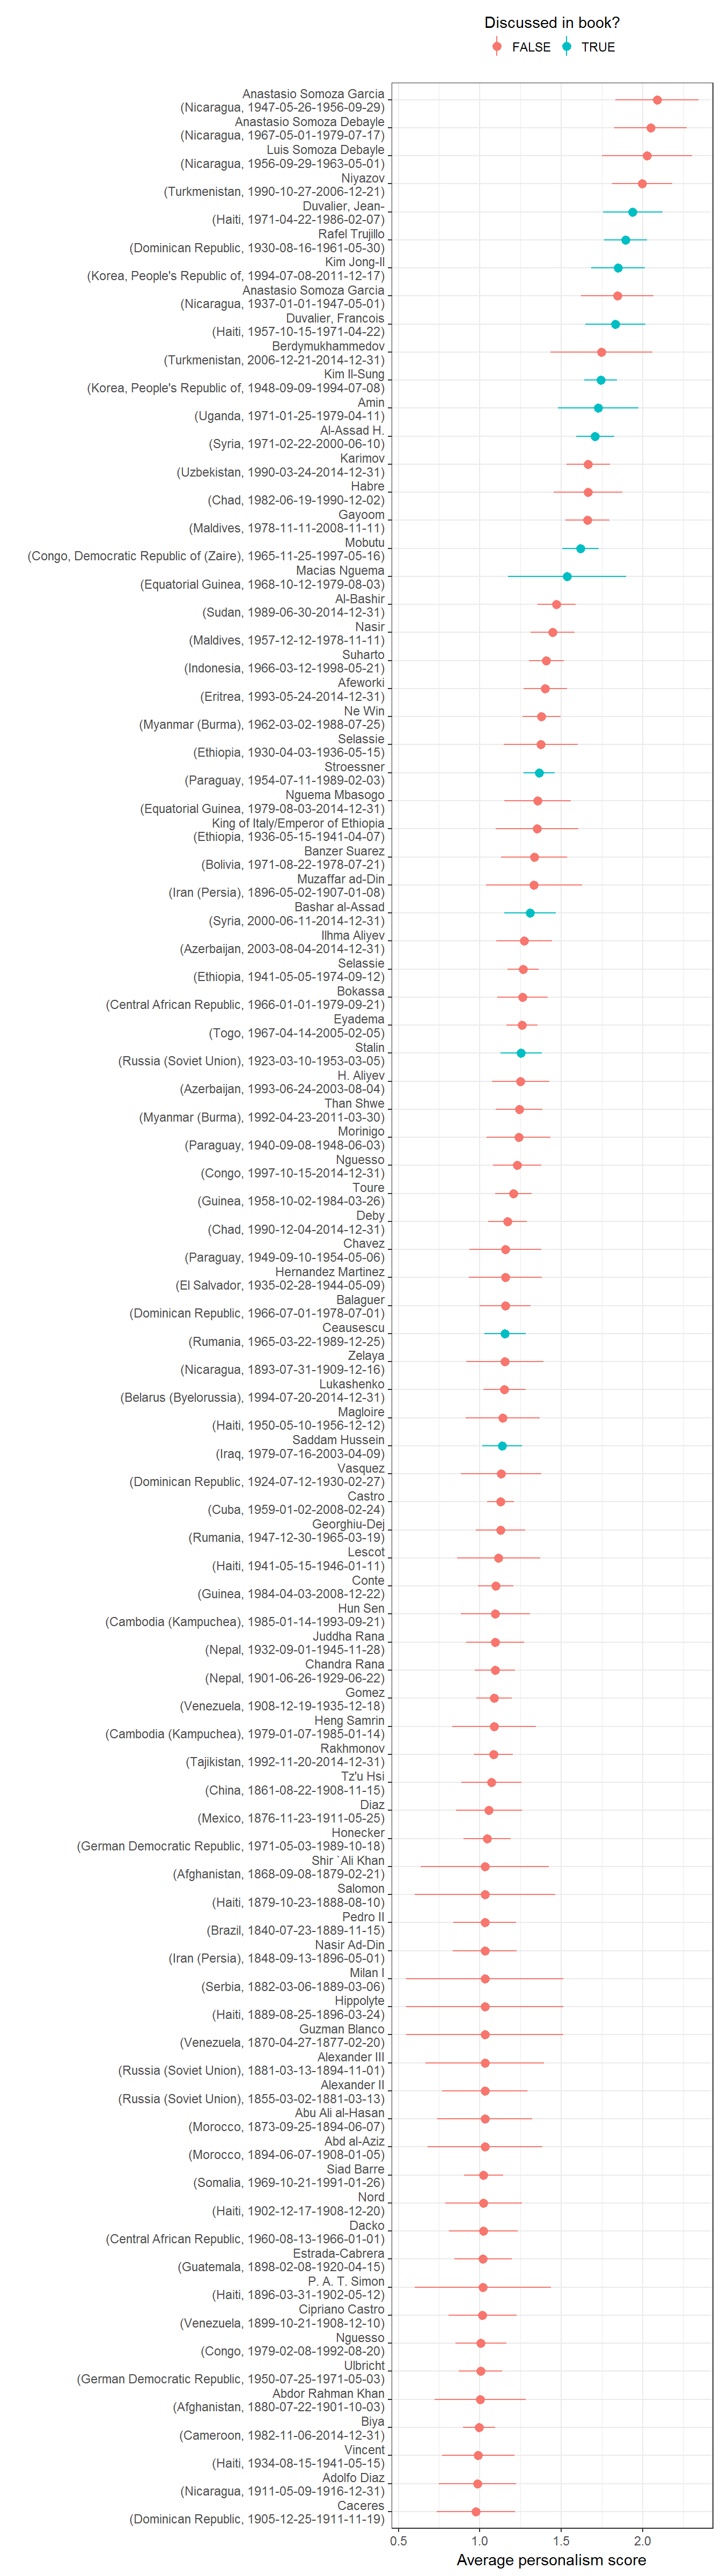 Discussed in book?
FALSE TRUE
Anastasio Somoza Garcia
(Nicaragua, 1947-05-26-1956-09-29)
Anastasio Somoza Debayle
(Nicaragua, 1967-05-01-1979-07-17)
Luis Somoza Debayle
(Nicaragua, 1956-09-29-1963-05-01)
Niyazov
(Turkmenistan, 1990-10-27-2006-12-21)
Duvalier, Jean-
(Haiti, 1971-04-22-1986-02-07)
Rafel Trujillo
(Dominican Republic, 1930-08-16-1961-05-30)
Kim Jong-Il
(Korea, People's Republic of, 1994-07-08-2011-12-17)
Anastasio Somoza Garcia
(Nicaragua, 1937-01-01-1947-05-01)
Duvalier, Francois
(Haiti, 1957-10-15-1971-04-22)
Berdymukhammedov
(Turkmenistan, 2006-12-21-2014-12-31)
Kim Il-Sung
(Korea, People's Republic of, 1948-09-09-1994-07-08)
Amin
(Uganda, 1971-01-25-1979-04-11)
Al-Assad H.
(Syria, 1971-02-22-2000-06-10)
Karimov
(Uzbekistan, 1990-03-24-2014-12-31)
Habre
(Chad, 1982-06-19-1990-12-02)
Gayoom
(Maldives, 1978-11-11-2008-11-11)
Mobutu
(Congo, Democratic Republic of (Zaire), 1965-11-25-1997-05-16)
Macias Nguema
(Equatorial Guinea, 1968-10-12-1979-08-03)
Al-Bashir
(Sudan, 1989-06-30-2014-12-31)
Nasir
(Maldives, 1957-12-12-1978-11-11)
Suharto
(Indonesia, 1966-03-12-1998-05-21)
Afeworki
(Eritrea, 1993-05-24-2014-12-31)
Ne Win
(Myanmar (Burma), 1962-03-02-1988-07-25)
Selassie
(Ethiopia, 1930-04-03-1936-05-15)
Stroessner
(Paraguay, 1954-07-11-1989-02-03)
Nguema Mbasogo
(Equatorial Guinea, 1979-08-03-2014-12-31)
King of Italy/Emperor of Ethiopia
(Ethiopia, 1936-05-15-1941-04-07)
Banzer Suarez
(Bolivia, 1971-08-22-1978-07-21)
Muzaffar ad-Din
(Iran (Persia), 1896-05-02-1907-01-08)
Bashar al-Assad
(Syria, 2000-06-11-2014-12-31)
Ilhma Aliyev
(Azerbaijan, 2003-08-04-2014-12-31)
Selassie
(Ethiopia, 1941-05-05-1974-09-12)
Bokassa
(Central African Republic, 1966-01-01-1979-09-21)
Eyadema
(Togo, 1967-04-14-2005-02-05)
Stalin
(Russia (Soviet Union), 1923-03-10-1953-03-05)
H. Aliyev
(Azerbaijan, 1993-06-24-2003-08-04)
Than Shwe
(Myanmar (Burma), 1992-04-23-2011-03-30)
Morinigo
(Paraguay, 1940-09-08-1948-06-03)
Nguesso
(Congo, 1997-10-15-2014-12-31)
Toure
(Guinea, 1958-10-02-1984-03-26)
Deby
(Chad, 1990-12-04-2014-12-31)
Chavez
(Paraguay, 1949-09-10-1954-05-06)
Hernandez Martinez
(El Salvador, 1935-02-28-1944-05-09)
Balaguer
(Dominican Republic, 1966-07-01-1978-07-01)
Ceausescu
(Rumania, 1965-03-22-1989-12-25)
Zelaya
(Nicaragua, 1893-07-31-1909-12-16)
Lukashenko
(Belarus (Byelorussia), 1994-07-20-2014-12-31)
Magloire
(Haiti, 1950-05-10-1956-12-12)
Saddam Hussein
(Iraq, 1979-07-16-2003-04-09)
Vasquez
(Dominican Republic, 1924-07-12-1930-02-27)
Castro
(Cuba, 1959-01-02-2008-02-24)
Georghiu-Dej
(Rumania, 1947-12-30-1965-03-19)
Lescot
(Haiti, 1941-05-15-1946-01-11)
Conte
(Guinea, 1984-04-03-2008-12-22)
Hun Sen
(Cambodia (Kampuchea), 1985-01-14-1993-09-21)
Juddha Rana
(Nepal, 1932-09-01-1945-11-28)
Chandra Rana
(Nepal, 1901-06-26-1929-06-22)
Gomez
(Venezuela, 1908-12-19-1935-12-18)
Heng Samrin
(Cambodia (Kampuchea), 1979-01-07-1985-01-14)
Rakhmonov
(Tajikistan, 1992-11-20-2014-12-31)
Tz'u Hsi
(China, 1861-08-22-1908-11-15)
Diaz
(Mexico, 1876-11-23-1911-05-25)
Honecker
(German Democratic Republic, 1971-05-03-1989-10-18)
Shir `Ali Khan
(Afghanistan, 1868-09-08-1879-02-21)
Salomon
(Haiti, 1879-10-23-1888-08-10)
Pedro II
(Brazil, 1840-07-23-1889-11-15)
Nasir Ad-Din
(Iran (Persia), 1848-09-13-1896-05-01)
Milan I
(Serbia, 1882-03-06-1889-03-06)
Hippolyte
(Haiti, 1889-08-25-1896-03-24)
Guzman Blanco
(Venezuela, 1870-04-27-1877-02-20)
Alexander III
(Russia (Soviet Union), 1881-03-13-1894-11-01)
Alexander II
(Russia (Soviet Union), 1855-03-02-1881-03-13)
Abu Ali al-Hasan
(Morocco, 1873-09-25-1894-06-07)
Abd al-Aziz
(Morocco, 1894-06-07-1908-01-05)
Siad Barre
(Somalia, 1969-10-21-1991-01-26)
Nord
(Haiti, 1902-12-17-1908-12-20)
Dacko
(Central African Republic, 1960-08-13-1966-01-01)
Estrada-Cabrera
(Guatemala, 1898-02-08-1920-04-15)
P. A. T. Simon
(Haiti, 1896-03-31-1902-05-12)
Cipriano Castro
(Venezuela, 1899-10-21-1908-12-10)
Nguesso
(Congo, 1979-02-08-1992-08-20)
Ulbricht
(German Democratic Republic, 1950-07-25-1971-05-03)
Abdor Rahman Khan
(Afghanistan, 1880-07-22-1901-10-03)
Biya
(Cameroon, 1982-11-06-2014-12-31)
Vincent
(Haiti, 1934-08-15-1941-05-15)
Adolfo Diaz
(Nicaragua, 1911-05-09-1916-12-31)
Caceres
(Dominican Republic, 1905-12-25-1911-11-19)
0.5 1.0 1.5 2.0
Average personalism score